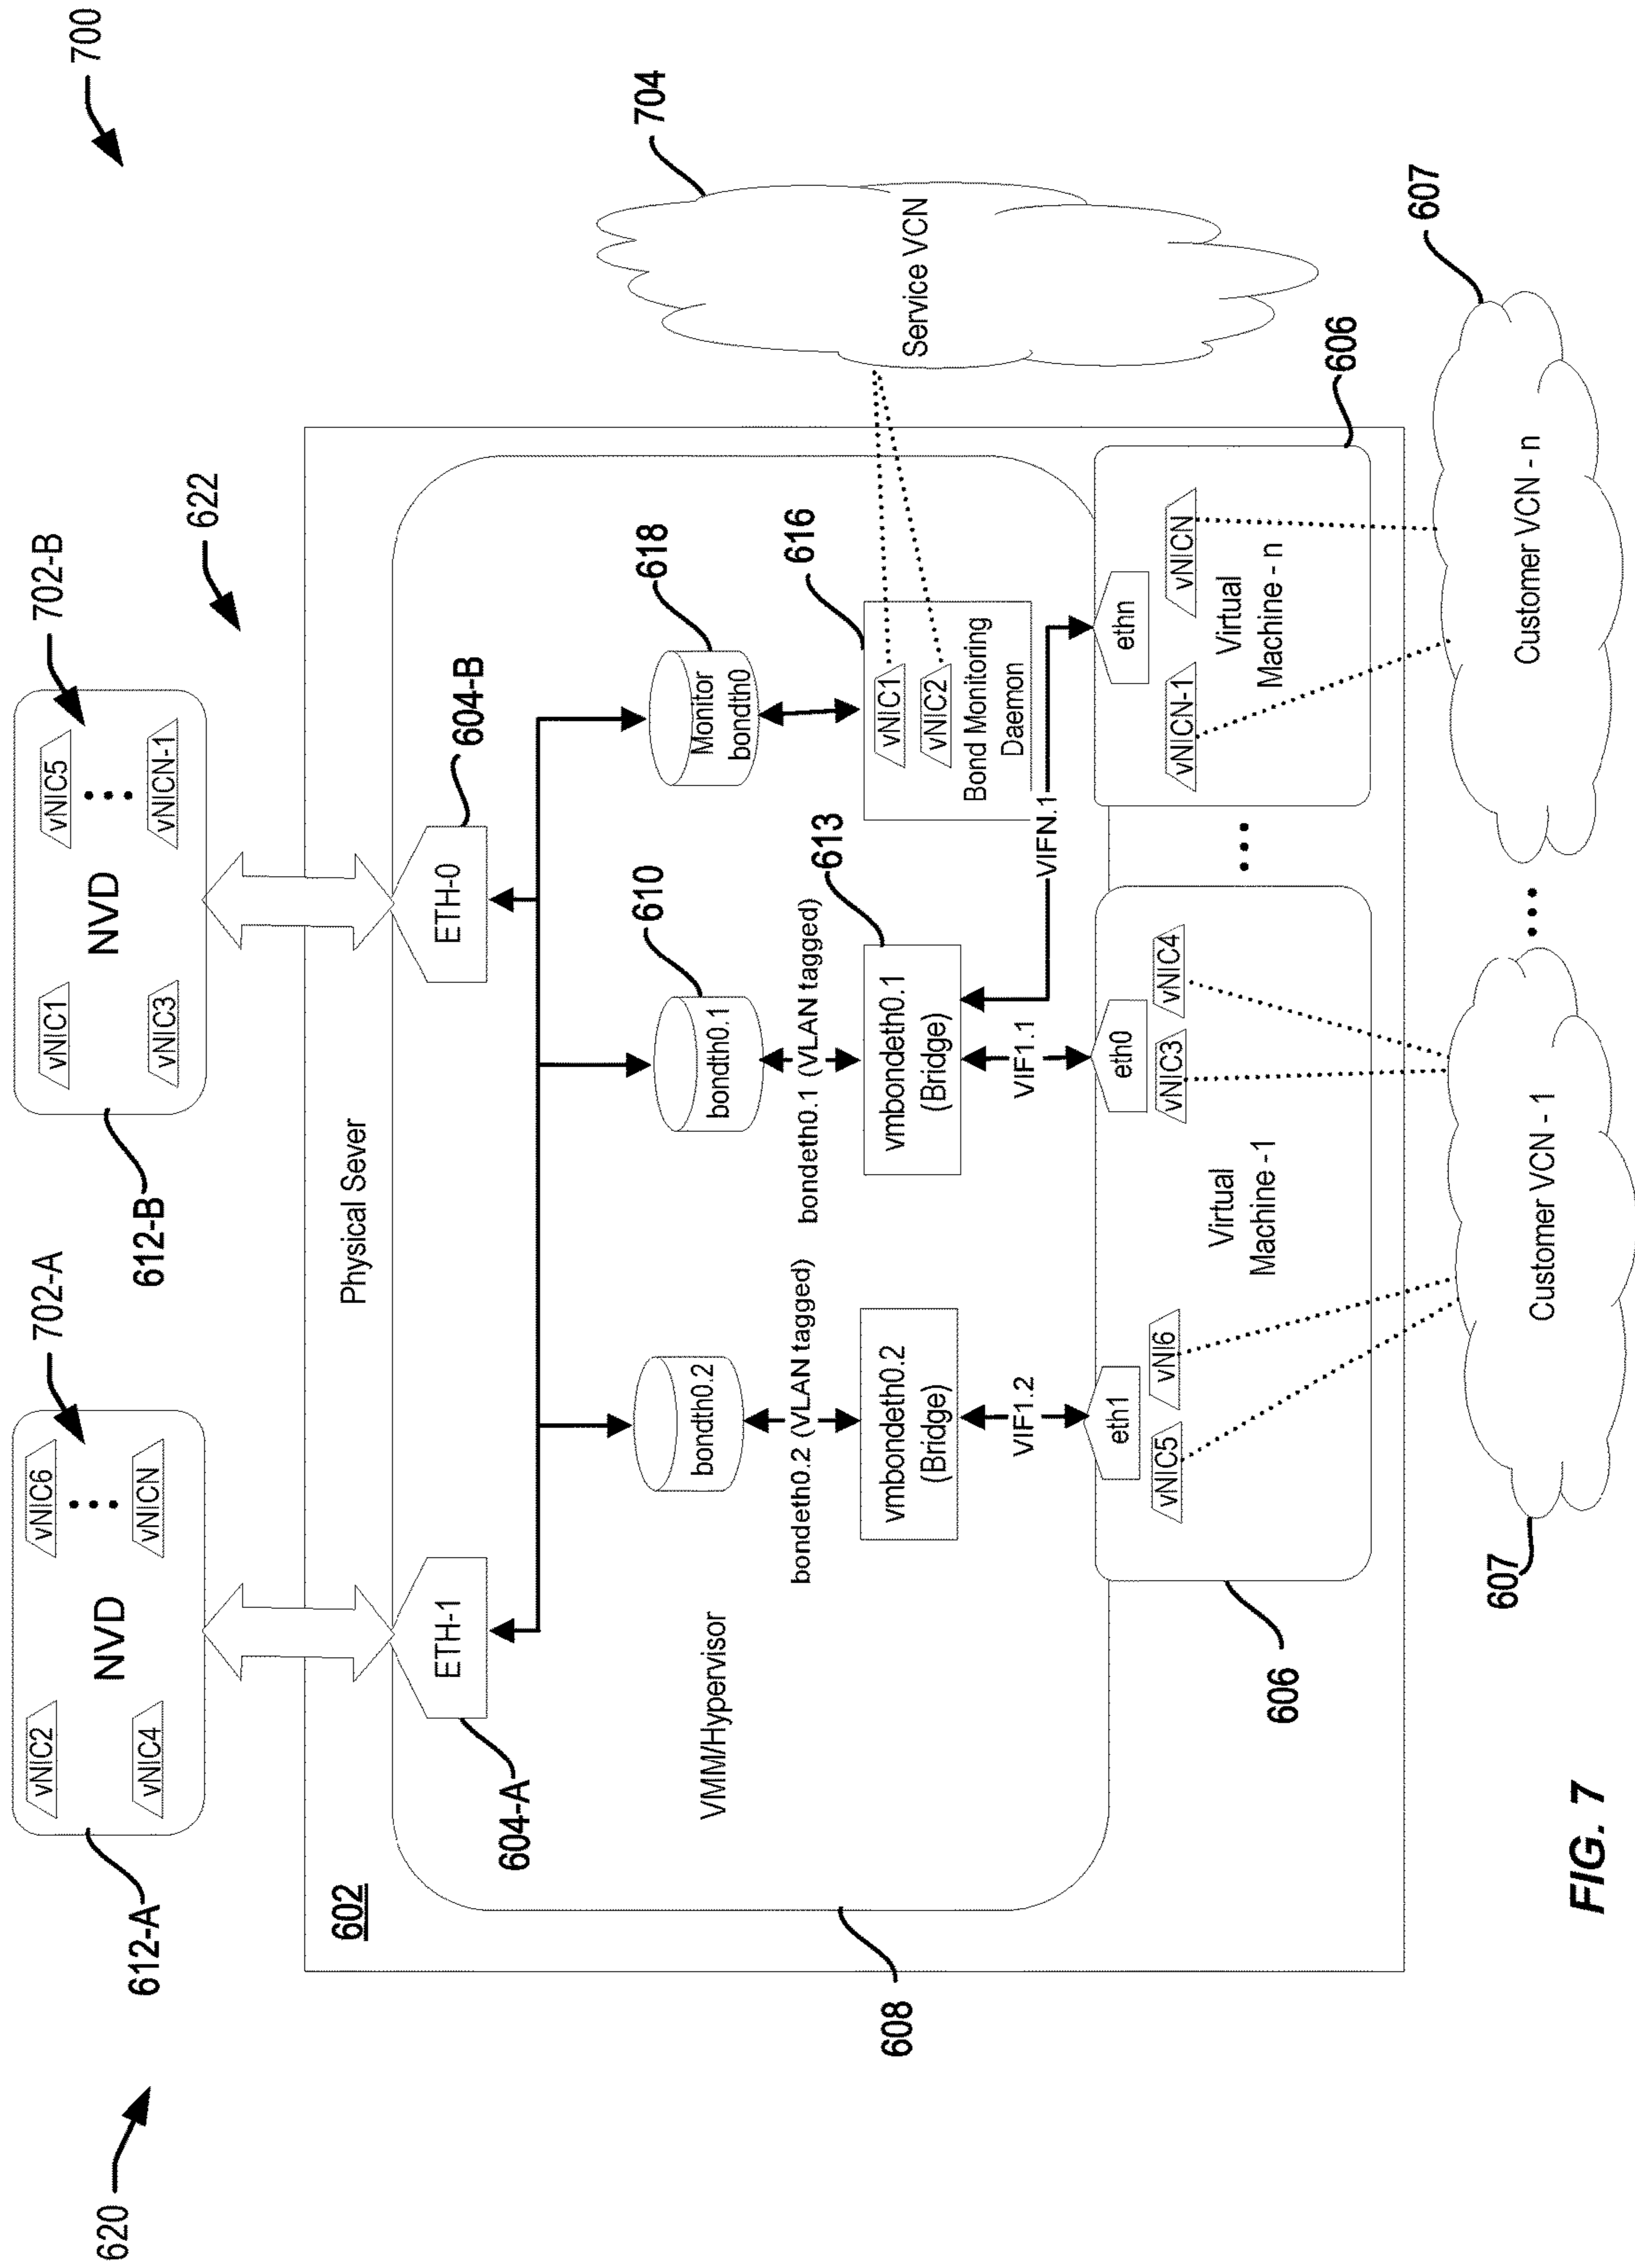 700
620
622
702-A
702-B
vNIC2
vNIC6
vNIC4
NVD
vNICN
612-A
vNIC1
vNIC5
vNIC3
NVD
vNICN-1
612-B
602
Physical Sever
ETH-1
604-A
ETH-0
604-B
VMM/Hypervisor
608
bondth0.2
bondth0.1
610
Monitor
bondth0
618
bondeth0.2 (VLAN tagged)
bondeth0.1 (VLAN tagged)
vmbondeth0.2
(Bridge)
vmbondeth0.1
(Bridge)
613
vNIC1
vNIC2
Bond Monitoring
Daemon
616
Service VCN
704
VIF1.2
VIF1.1
VIFN.1
eth1
vNIC5
vNI6
eth0
vNIC3
vNIC4
Virtual
Machine -1
606
ethn
vNICN-1
vNICN
Virtual
Machine - n
606
Customer VCN - 1
607
Customer VCN - n
607
FIG. 7